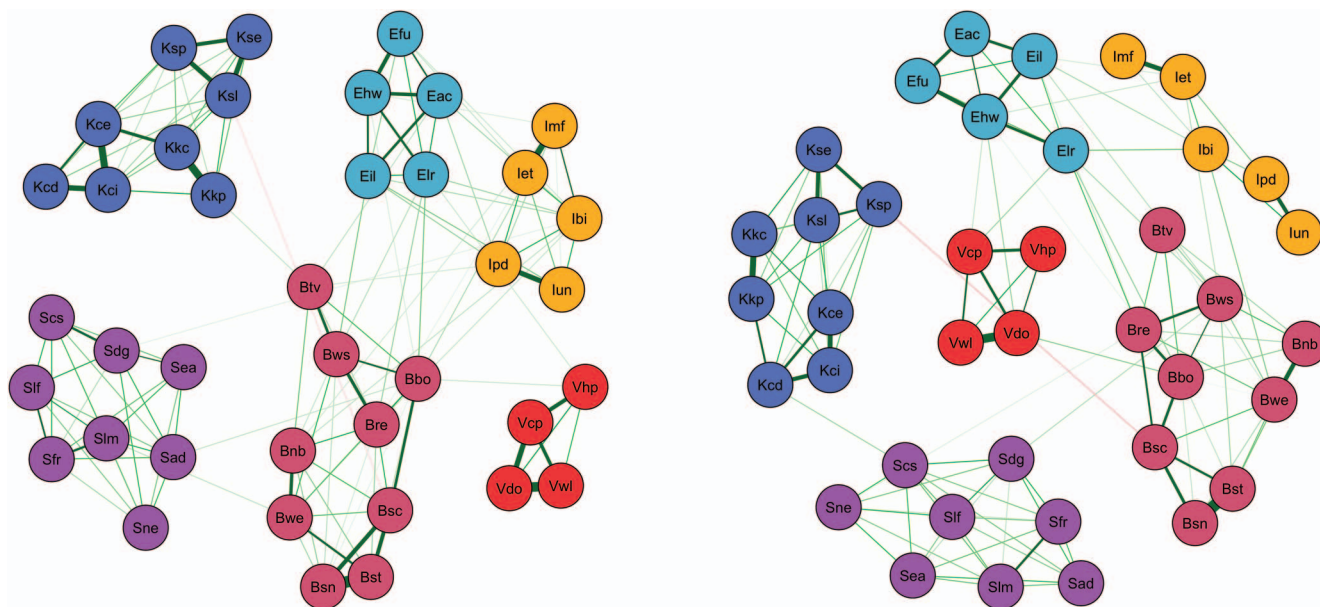 Kse
Ksp
Ksl
Kce
Kkc
Kcd
Kci
Kkp
Efu
Ehw
Eac
Eil
Elr
Imf
Iet
Ibi
Ipd
Iun
Btv
Bws
Bbo
Bre
Bnb
Bwe
Bsc
Bsn
Bst
Scs
Sdg
Sea
Slf
Slm
Sfr
Sad
Sne
Vhp
Vcp
Vdo
Vwl
Eac
Eil
Efu
Ehw
Elr
Imf
Iet
Ibi
Ipd
Iun
Kse
Ksp
Ksl
Kkc
Kkp
Kce
Kcd
Kci
Vcp
Vhp
Vwl
Vdo
Btv
Bws
Bre
Bnb
Bbo
Bwe
Bsc
Bst
Bsn
Scs
Sdg
Sne
Slf
Sfr
Sea
Slm
Sad